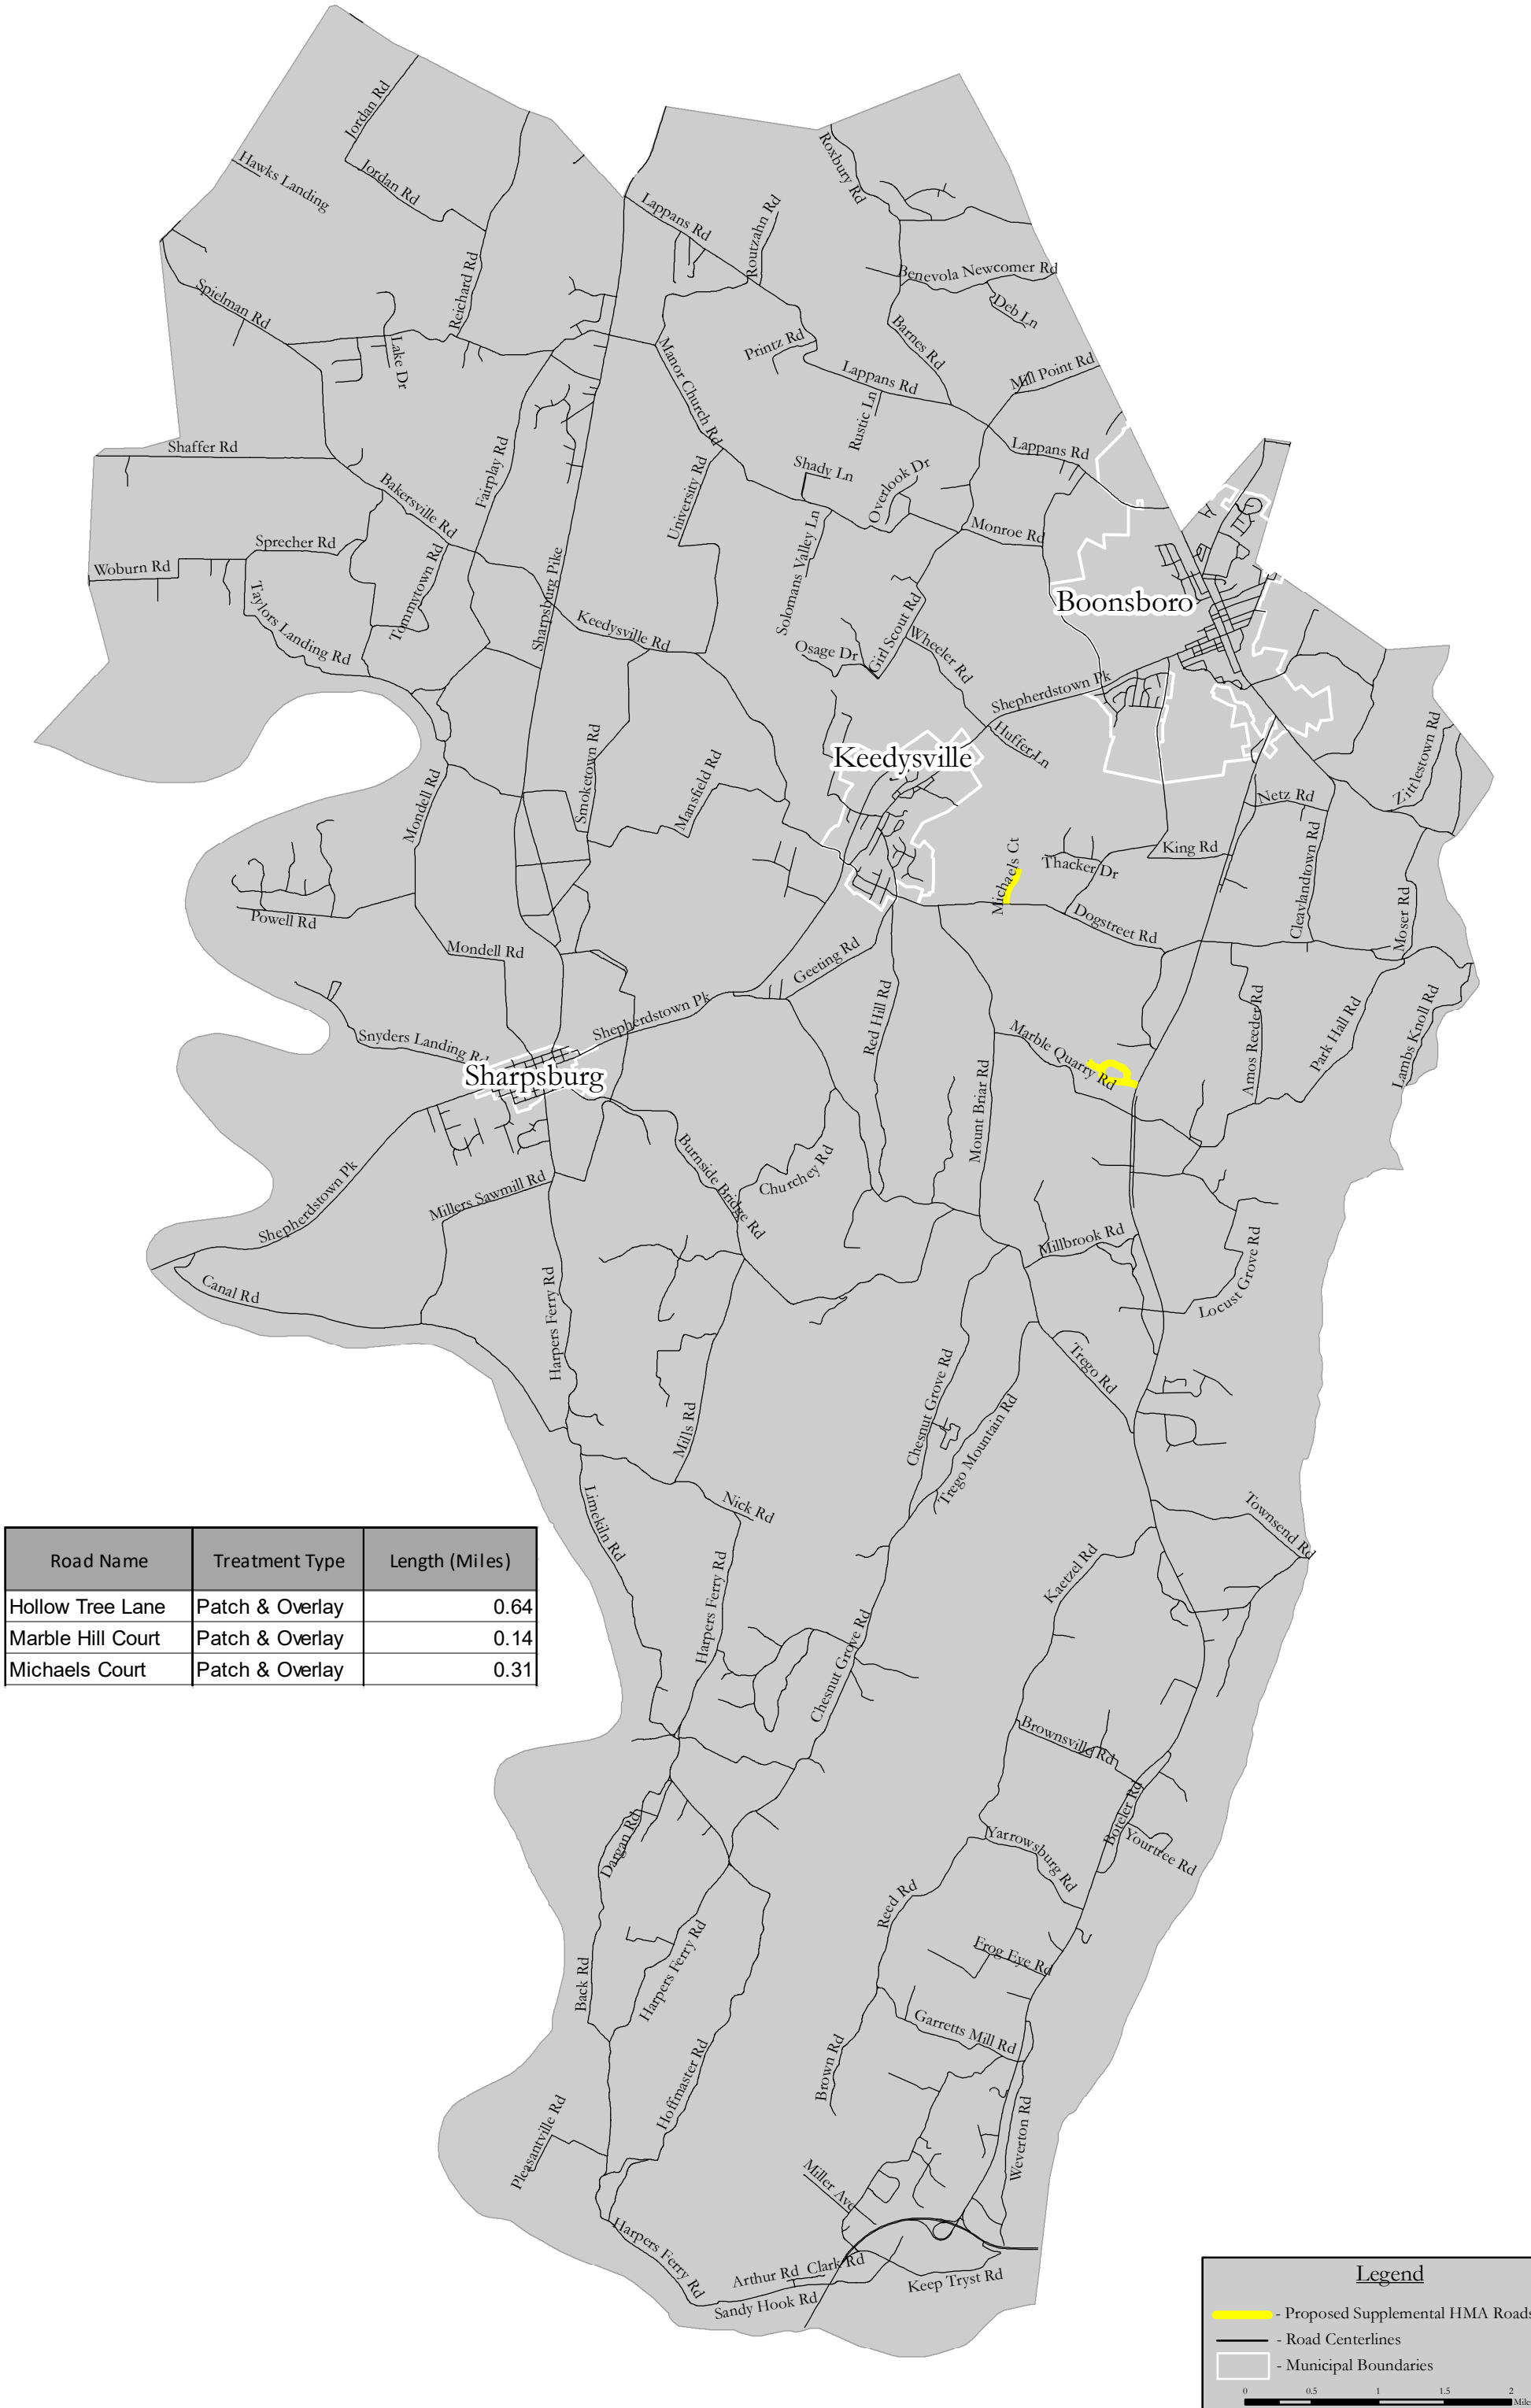 Jordan Rd
Hawks Landing
Jordan Rd
Roxbury Rd
Lappans Rd
Routzahn Rd
Reichard Rd
Benevola Newcomer Rd
Deb Ln
Spielman Rd
Lake Dr
Barnes Rd
Printz Rd
Manor Church Rd
Lappans Rd
Mill Point Rd
Rustic Ln
Shaffer Rd
Fairplay Rd
Lappans Rd
Shady Ln
Overlook Dr
University Rd
Bakersville Rd
Monroe Rd
Sprecher Rd
Solomans Valley Ln
Woburn Rd
Tommytown Rd
Sharpsburg Pike
Boonsboro
Taylors Landing Rd
Keedysville Rd
Girl Scout Rd
Osage Dr
Wheeler Rd
Shepherdstown Pk
Huffer Ln
Zittlestown Rd
Keedysville
Smoketown Rd
Mansfield Rd
Mondell Rd
Netz Rd
King Rd
Cleavlandtown Rd
Thacker Dr
Michaels Ct
Powell Rd
Dogstreet Rd
Moser Rd
Mondell Rd
Geeting Rd
Red Hill Rd
Shepherdstown Pk
Amos Reeder Rd
Park Hall Rd
Lambs Knoll Rd
Marble Quarry Rd
Snyders Landing Rd
Sharpsburg
Mount Briar Rd
Burnside Bridge Rd
Churchey Rd
Millers Sawmill Rd
Shepherdstown Pk
Millbrook Rd
Locust Grove Rd
Canal Rd
Harpers Ferry Rd
Trego Rd
Chesnut Grove Rd
Trego Mountain Rd
Mills Rd
Nick Rd
Limekiln Rd
Townsend Rd
Kaetzel Rd
Harpers Ferry Rd
Road Name Treatment Type Length (Miles)
Hollow Tree Lane Patch & Overlay 0.64
Marble Hill Court Patch & Overlay 0.14
Michaels Court Patch & Overlay 0.31
Chesnut Grove Rd
Brownsville Rd
Boteler Rd
Yourtree Rd
Dargan Rd
Yarrowsburg Rd
Reed Rd
Harpers Ferry Rd
Frog Eye Rd
Back Rd
Garretts Mill Rd
Brown Rd
Hoffmaster Rd
Pleasantville Rd
Weverton Rd
Miller Ave
Harpers Ferry Rd
Arthur Rd
Clark Rd
Keep Tryst Rd
Sandy Hook Rd
Legend
- Proposed Supplemental HMA Roads
- Road Centerlines
- Municipal Boundaries
0 0.5 1 1.5 2
Mile